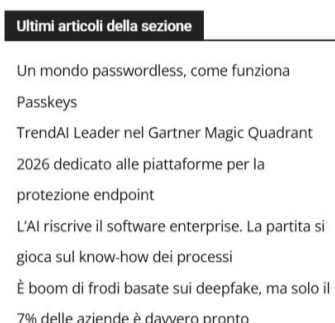 Ultimi articoli della sezione
Un mondo passwordless, come funziona
Passkeys
TrendAI Leader nel Gartner Magic Quadrant
2026 dedicato alle piattaforme per la
protezione endpoint
L'AI riscrive il software enterprise. La partita si
gioca sul know-how dei processi
È boom di frodi basate sui deepfake, ma solo il
7% delle aziende è davvero pronto